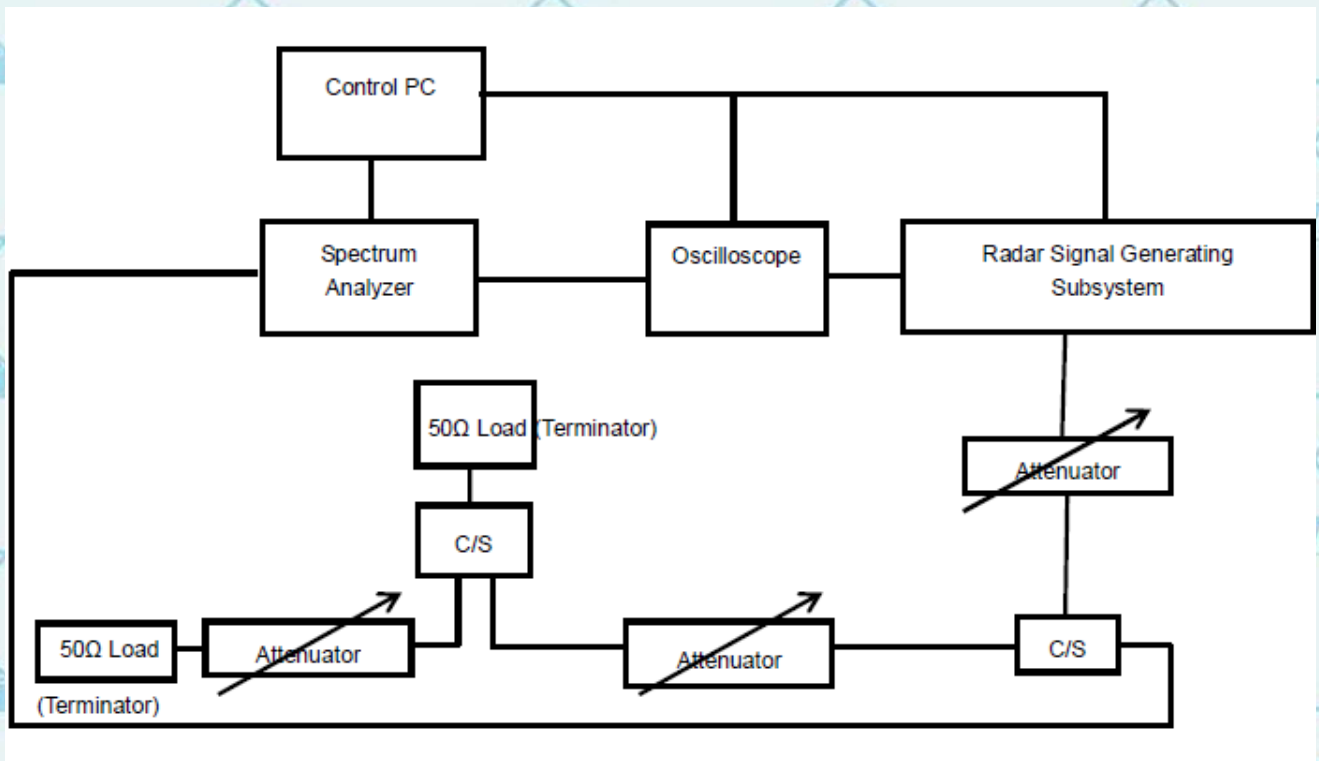 Control PC
Spectrum
Analyzer
Oscilloscope
Radar Signal Generating
Subsystem
50Ω Load (Terminator)
Attenuator
C/S
50Ω Load
(Terminator)
Attenuator
Attenuator
C/S